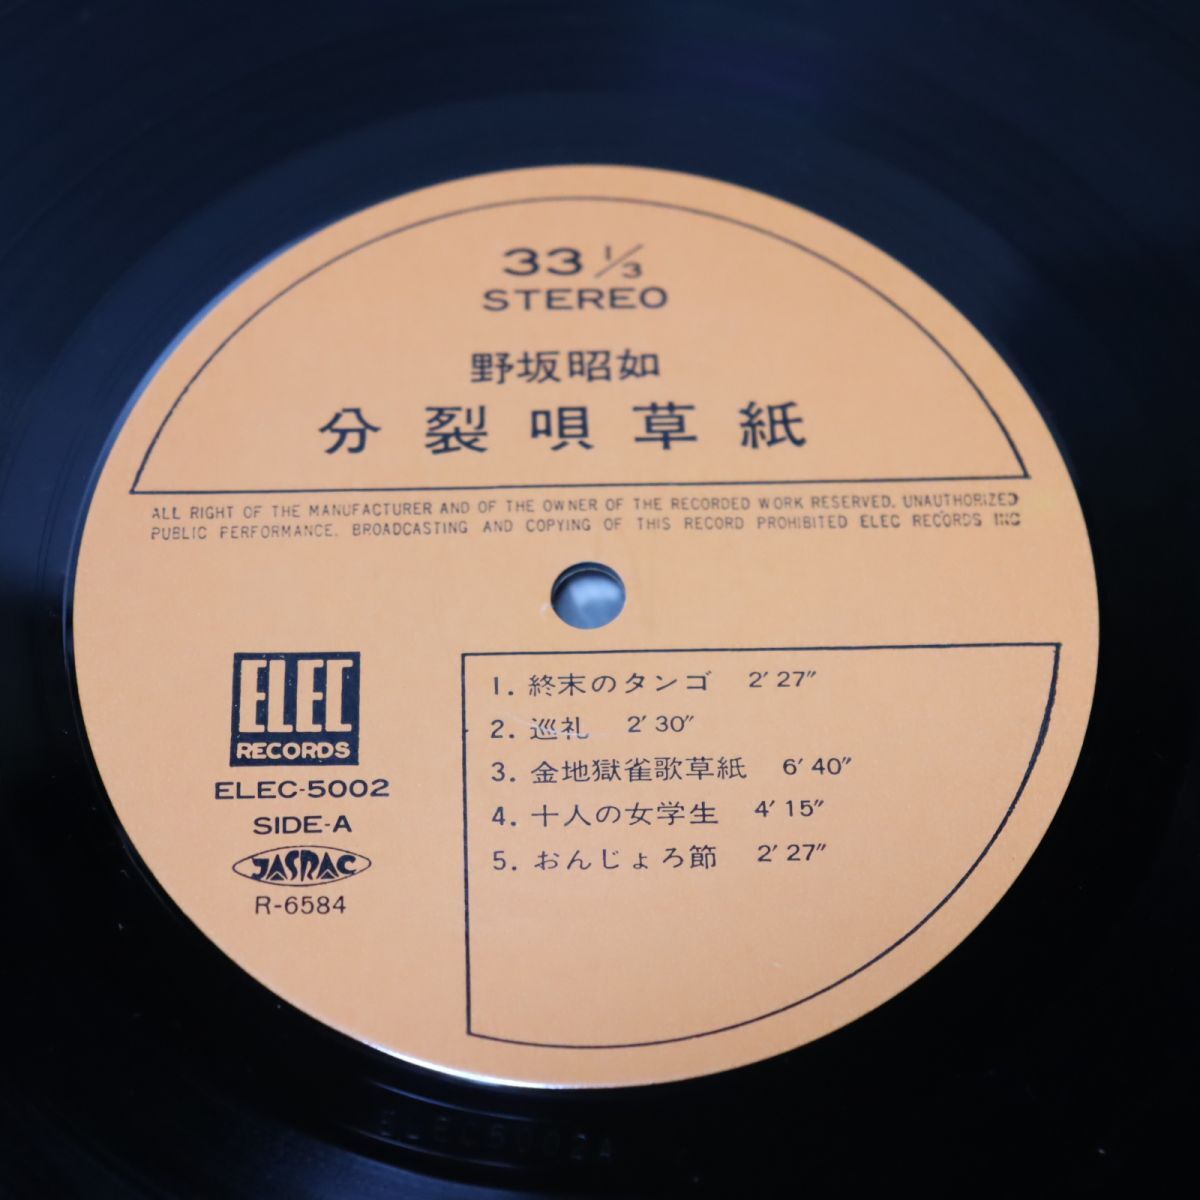 33 1/3
STEREO
野坂昭如
分裂唄草紙
ALL RIGHT OF THE MANUFACTURER AND OF THE OWNER OF THE RECORDED WORK RESERVED. UNAUTHORIZED
PUBLIC PERFORMANCE. BROADCASTING AND COPYING OF THIS RECORD PROHIBITED ELEC RECORDS INC
ELEC
RECORDS
ELEC-5002
SIDE-A
JASRAC
R-6584
1. 終末のタンゴ 2′27″
2. 巡礼 2′30″
3. 金地獄雀歌草紙 6′40″
4. 十人の女学生 4′15″
5. おんじょろ節 2′27″
ELEC5002A